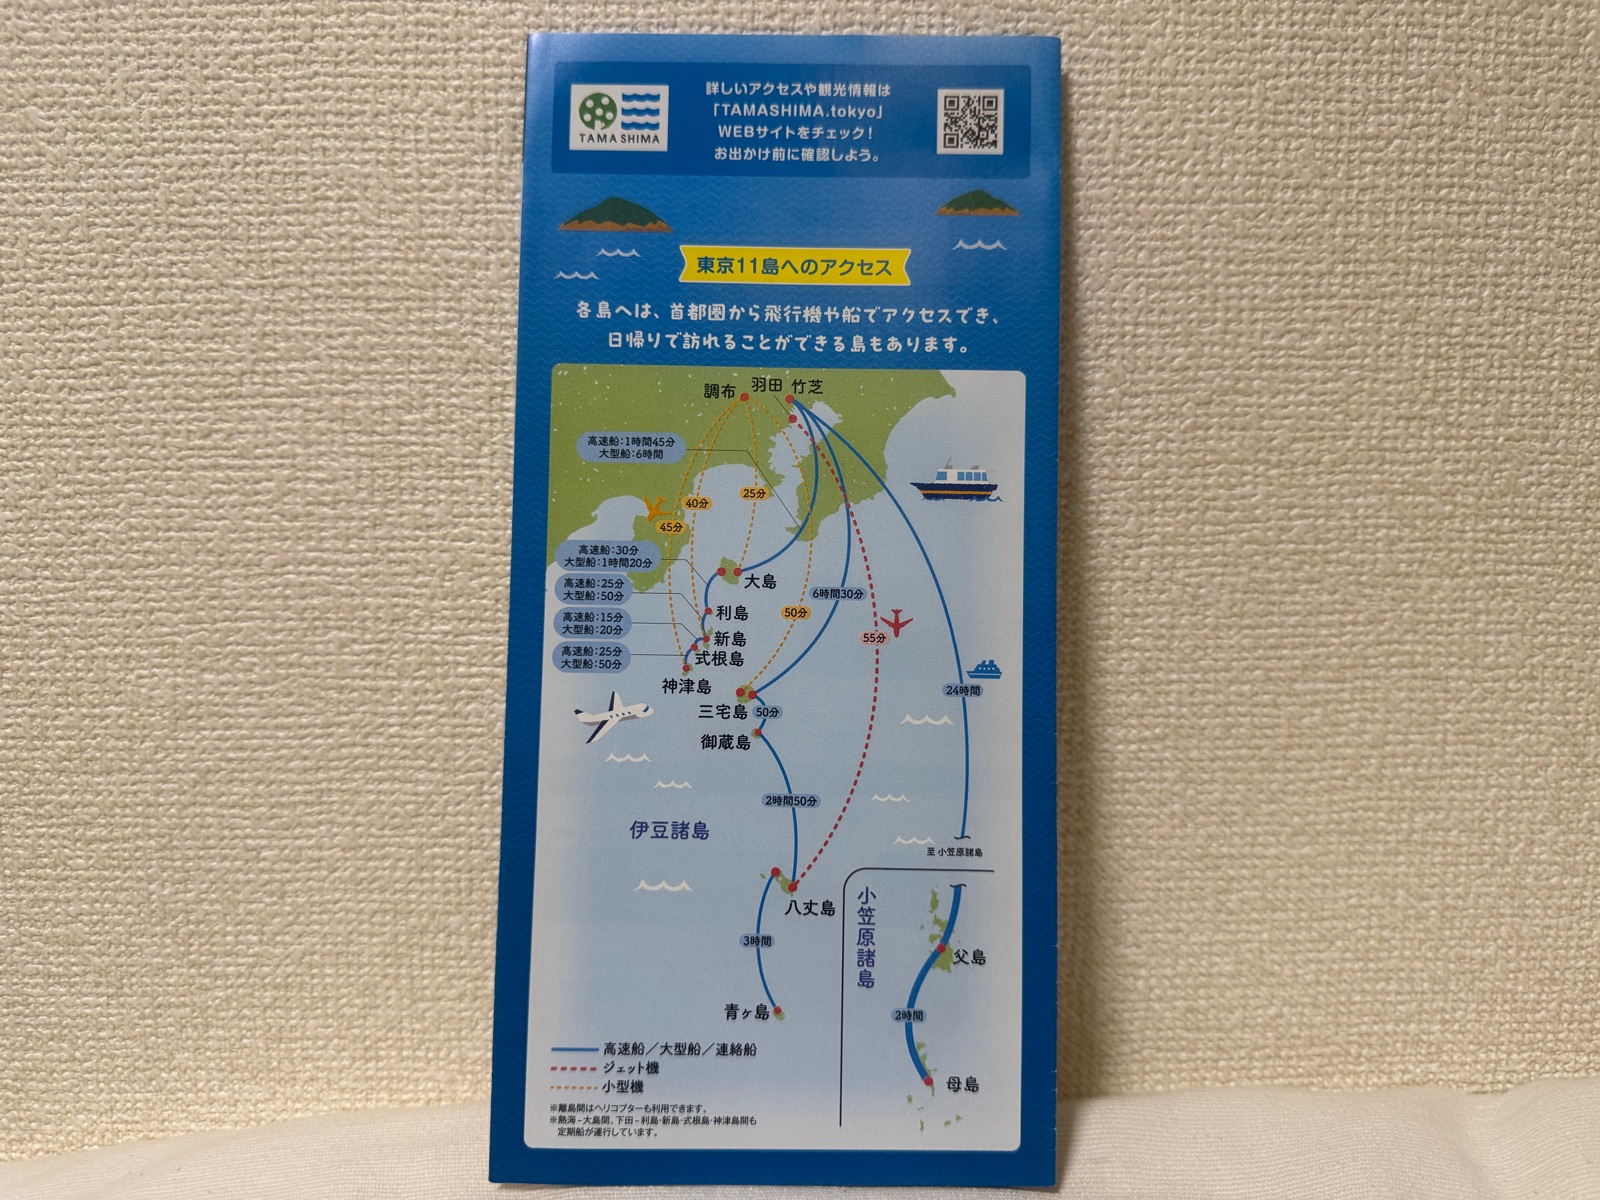 TAMA SHIMA
詳しいアクセスや観光情報は
「TAMASHIMA.tokyo」
WEBサイトをチェック!
お出かけ前に確認しよう。
東京11島へのアクセス
各島へは、首都圏から飛行機や船でアクセスでき、
日帰りで訪れることができる島もあります。
調布
羽田
竹芝
高速船:1時間45分
大型船:6時間
40分
25分
45分
高速船:30分
大型船:1時間20分
高速船:25分
大型船:50分
高速船:15分
大型船:20分
高速船:25分
大型船:50分
大島
利島
新島
式根島
神津島
6時間30分
50分
55分
24時間
三宅島
50分
御蔵島
2時間50分
伊豆諸島
至 小笠原諸島
八丈島
3時間
青ヶ島
小笠原諸島
父島
2時間
母島
高速船/大型船/連絡船
ジェット機
小型機
※離島間はヘリコプターも利用できます。
※熱海-大島間、下田-利島・新島・式根島・神津島間も
定期船が運行しています。